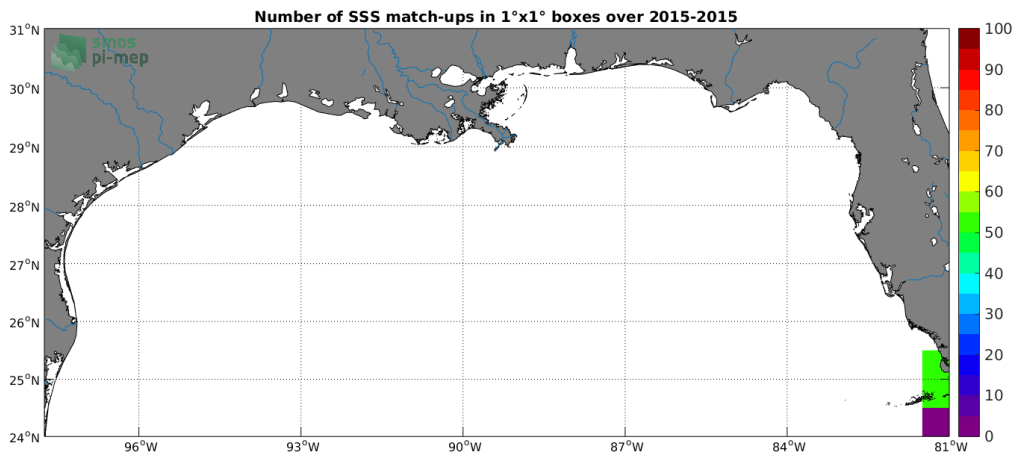 Number of SSS match-ups in 1°x1° boxes over 2015-2015
smos
pi-mep
31°N
30°N
29°N
28°N
27°N
26°N
25°N
24°N
96°W
93°W
90°W
87°W
84°W
81°W
100
90
80
70
60
50
40
30
20
10
0